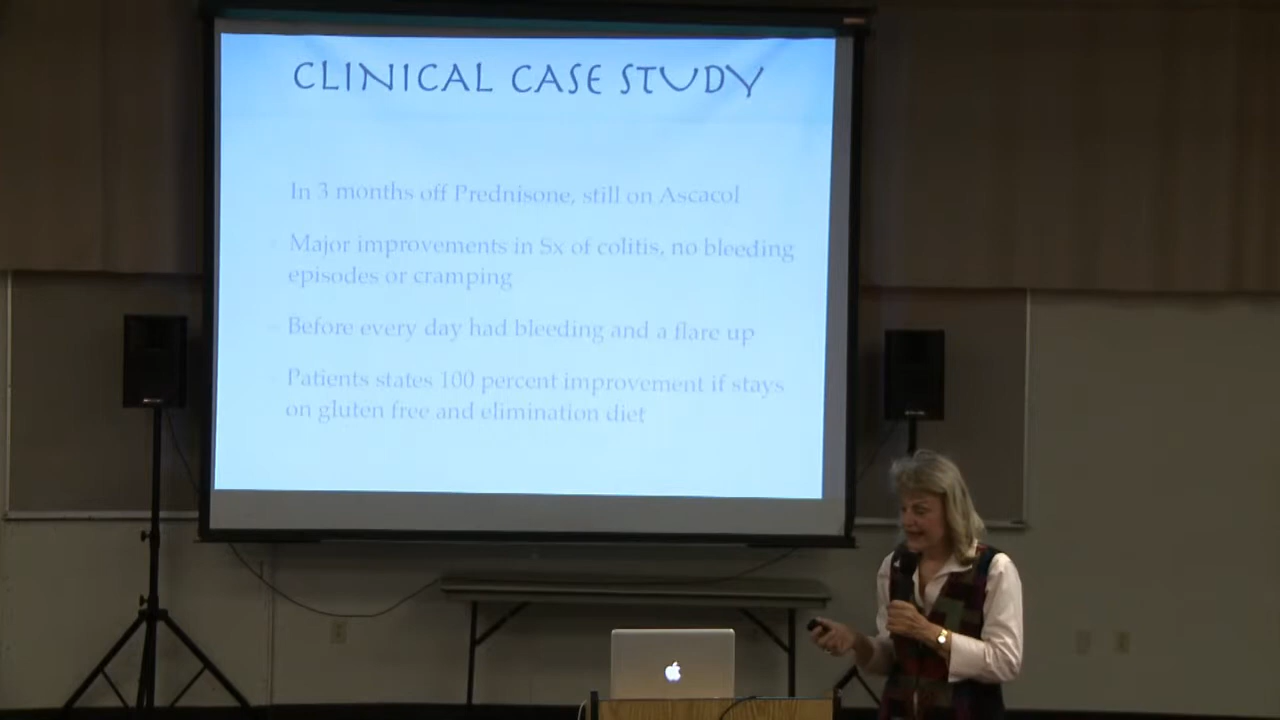 CLINICAL CASE STUDY
In 3 months off Prednisone, still on Ascacol
Major improvements in Sx of colitis, no bleeding
episodes or cramping
Before every day had bleeding and a flare up
Patients states 100 percent improvement if stays
on gluten free and elimination diet